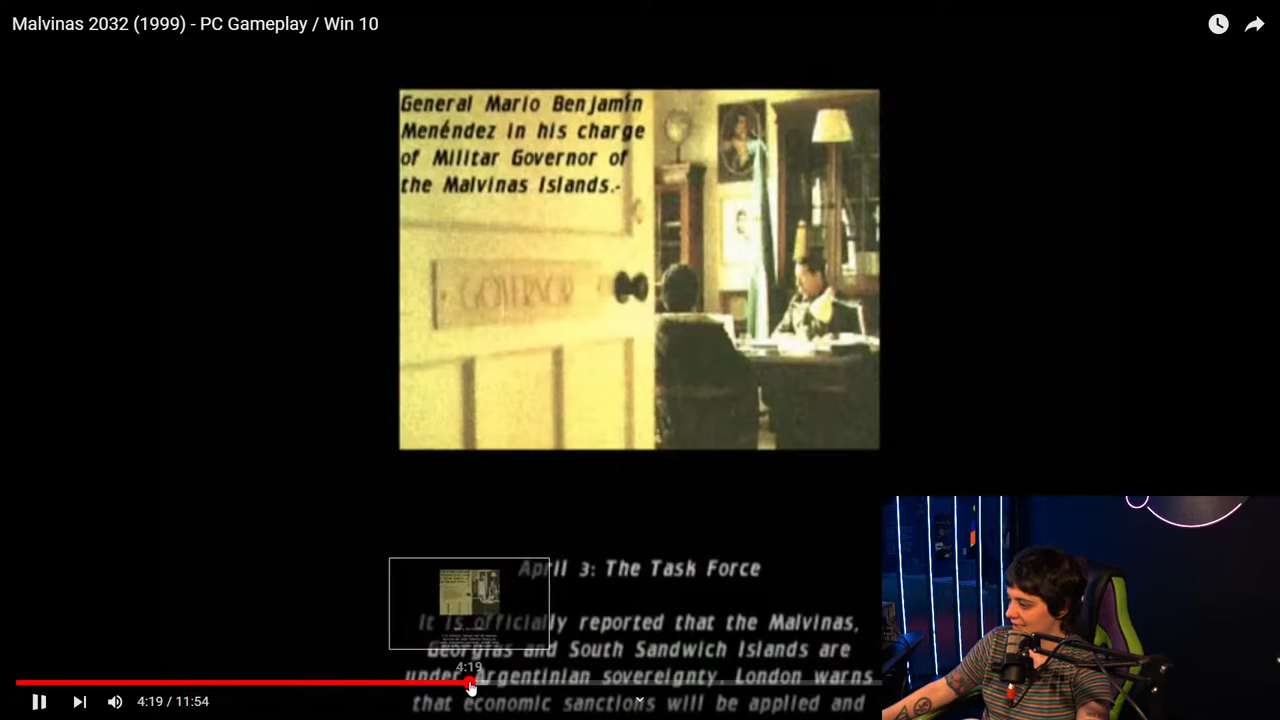 Malvinas 2032 (1999) - PC Gameplay / Win 10
General Mario Benjamín
Menéndez in his charge
of Militar Governor of
the Malvinas Islands.-
GOVERNOR
April 3: The Task Force
It is officially reported that the Malvinas,
Georgias and South Sandwich Islands are
4:19
under Argentinian sovereignty. London warns
that economic sanctions will be applied and
4:19 / 11:54